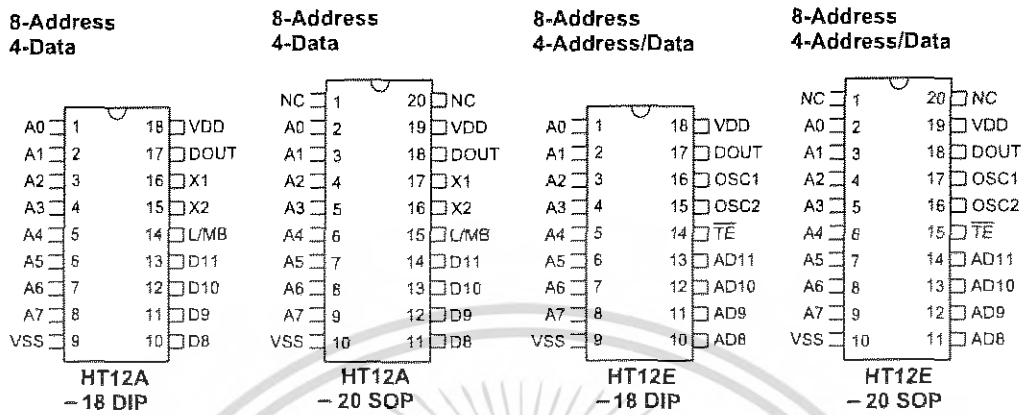 8-Address
4-Data
A0 1 18 VDD
A1 2 17 DOUT
A2 3 16 X1
A3 4 15 X2
A4 5 14 L/MB
A5 6 13 D11
A6 7 12 D10
A7 8 11 D9
VSS 9 10 D8
HT12A
– 18 DIP
8-Address
4-Data
NC 1 20 NC
A0 2 19 VDD
A1 3 18 DOUT
A2 4 17 X1
A3 5 16 X2
A4 6 15 L/MB
A5 7 14 D11
A6 8 13 D10
A7 9 12 D9
VSS 10 11 D8
HT12A
– 20 SOP
8-Address
4-Address/Data
A0 1 18 VDD
A1 2 17 DOUT
A2 3 16 OSC1
A3 4 15 OSC2
A4 5 14 T̅E̅
A5 6 13 AD11
A6 7 12 AD10
A7 8 11 AD9
VSS 9 10 AD8
HT12E
– 18 DIP
8-Address
4-Address/Data
NC 1 20 NC
A0 2 19 VDD
A1 3 18 DOUT
A2 4 17 OSC1
A3 5 16 OSC2
A4 6 15 T̅E̅
A5 7 14 AD11
A6 8 13 AD10
A7 9 12 AD9
VSS 10 11 AD8
HT12E
– 20 SOP